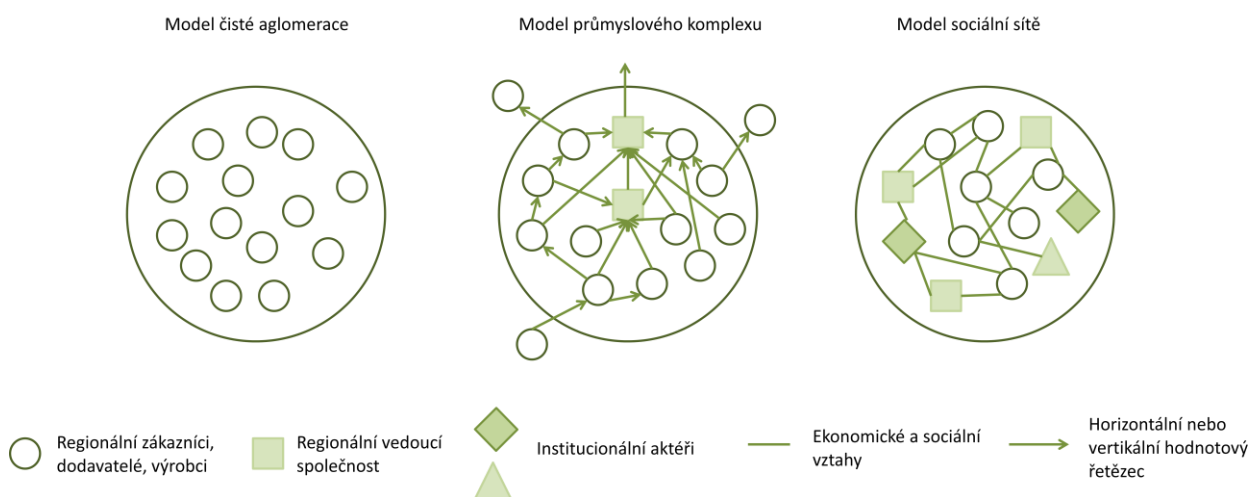 Model čisté aglomerace
Model průmyslového komplexu
Model sociální sítě
Regionální zákazníci,
dodavatelé, výrobci
Regionální vedoucí
společnost
Institucionální aktéři
Ekonomické a sociální
vztahy
Horizontální nebo
vertikální hodnotový
řetězec